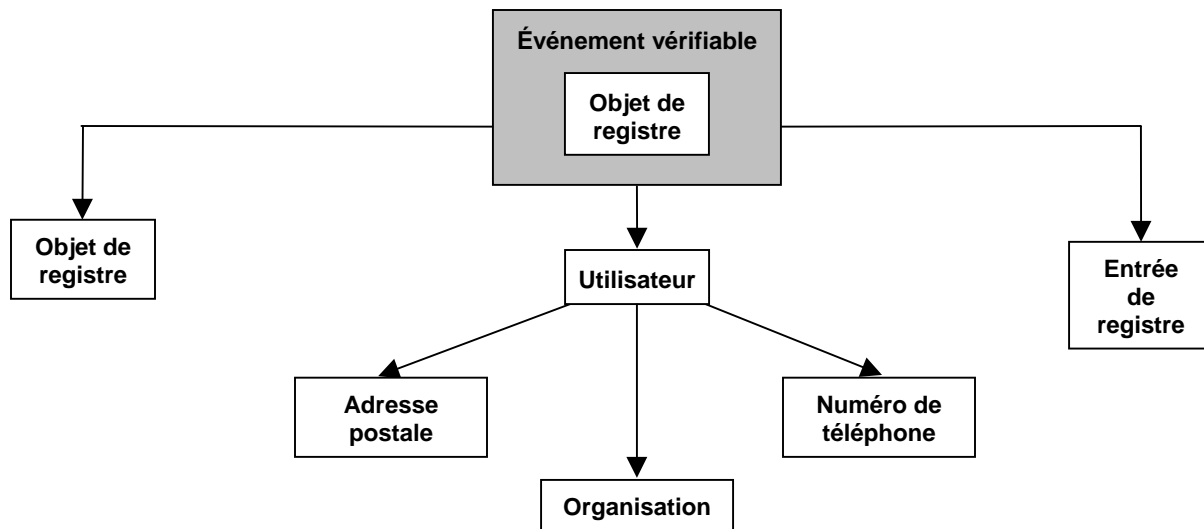 Événement vérifiable
Objet de
registre
Objet de
registre
Utilisateur
Entrée
de
registre
Adresse
postale
Numéro de
téléphone
Organisation